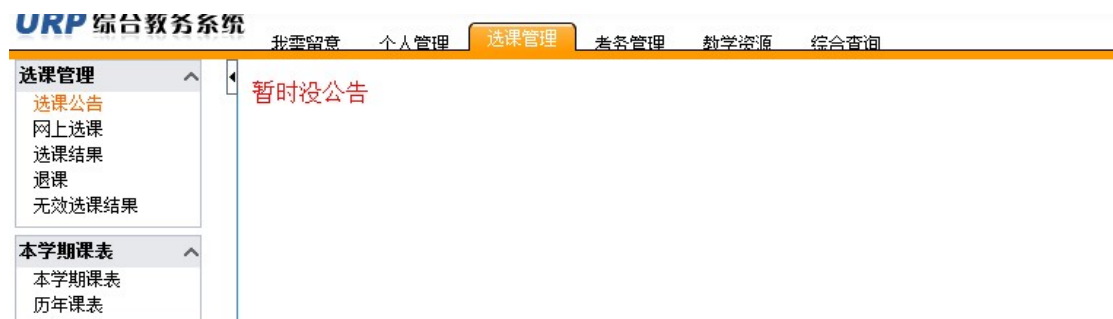 URP 综合教务系统
我要留意 个人管理 选课管理 考务管理 教学资源 综合查询
选课管理
选课公告
网上选课
选课结果
退课
无效选课结果
本学期课表
本学期课表
历年课表
暂时没公告